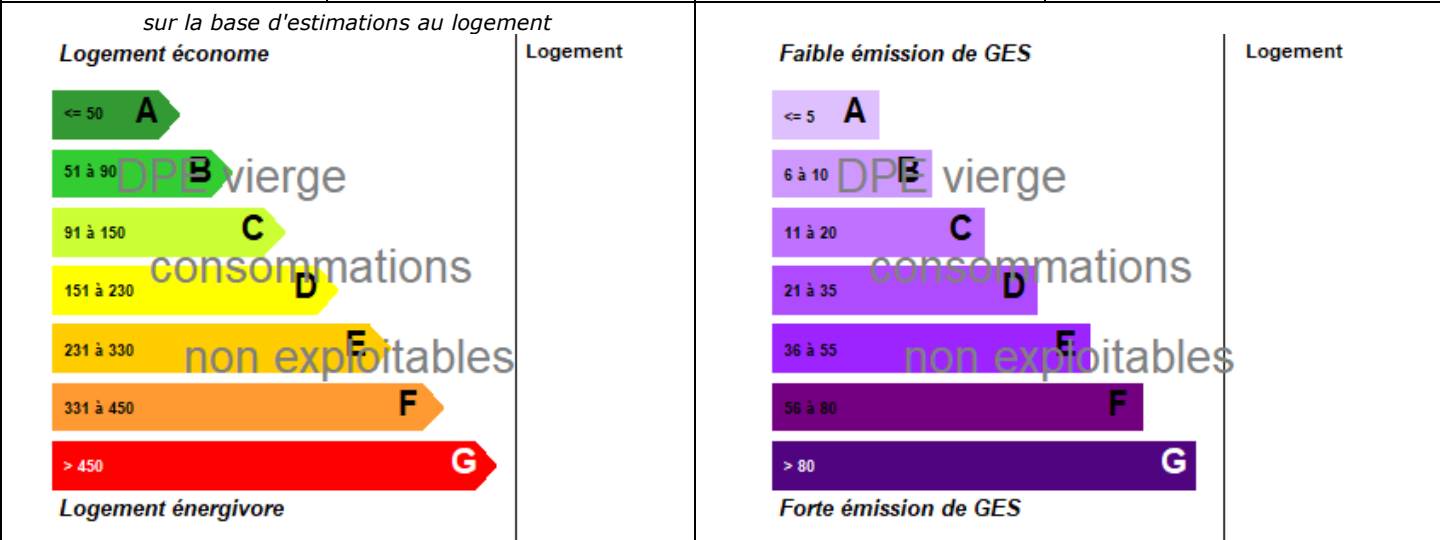 sur la base d'estimations au logement
Logement économe
Logement
<= 50 A
51 à 90 B
DPE vierge
91 à 150 C
consommations
151 à 230 D
231 à 330 E
non exploitables
331 à 450 F
> 450 G
Logement énergivore
Faible émission de GES
Logement
<= 5 A
6 à 10 B
DPE vierge
11 à 20 C
consommations
21 à 35 D
36 à 55 E
non exploitables
56 à 80 F
> 80 G
Forte émission de GES